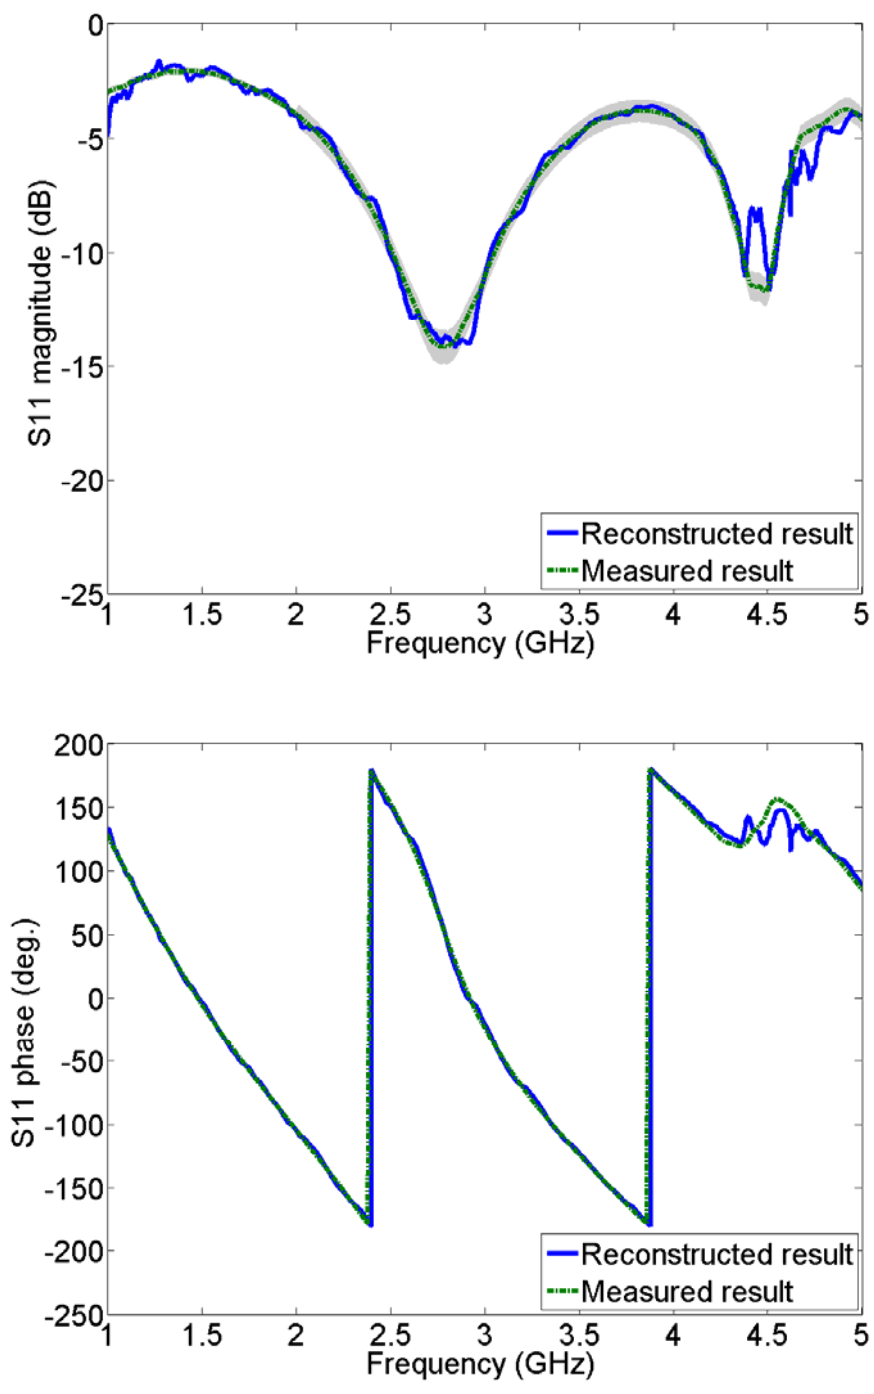 0
-5
-10
-15
-20
-25
S11 magnitude (dB)
Reconstructed result
Measured result
1 1.5 2 2.5 3 3.5 4 4.5 5
Frequency (GHz)
200
150
100
50
0
-50
-100
-150
-200
-250
S11 phase (deg.)
Reconstructed result
Measured result
1 1.5 2 2.5 3 3.5 4 4.5 5
Frequency (GHz)